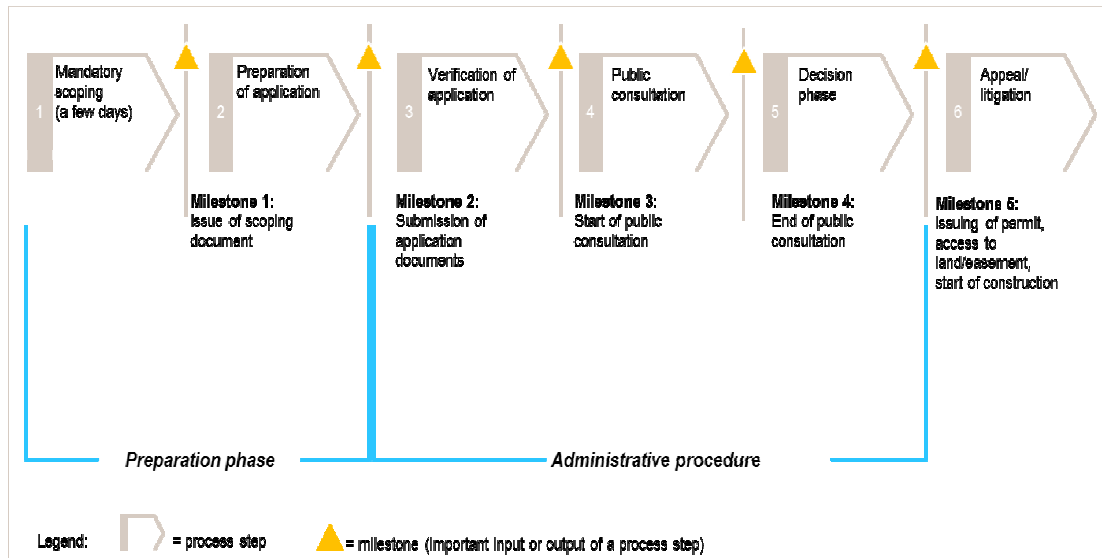 1
Mandatory
scoping
(a few days)
2
Preparation
of application
3
Verification of
application
4
Public
consultation
5
Decision
phase
6
Appeal/
litigation
Milestone 1:
Issue of scoping
document
Milestone 2:
Submission of
application
documents
Milestone 3:
Start of public
consultation
Milestone 4:
End of public
consultation
Milestone 5:
Issuing of permit,
access to
land/easement,
start of construction
Preparation phase
Administrative procedure
Legend:
= process step
= milestone (Important input or output of a process step)